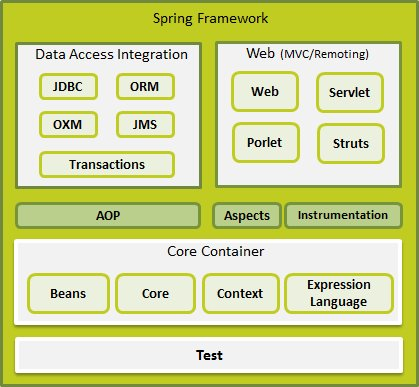 Spring Framework
Data Access Integration
JDBC
ORM
OXM
JMS
Transactions
Web (MVC/Remoting)
Web
Servlet
Porlet
Struts
AOP
Aspects
Instrumentation
Core Container
Beans
Core
Context
Expression
Language
Test